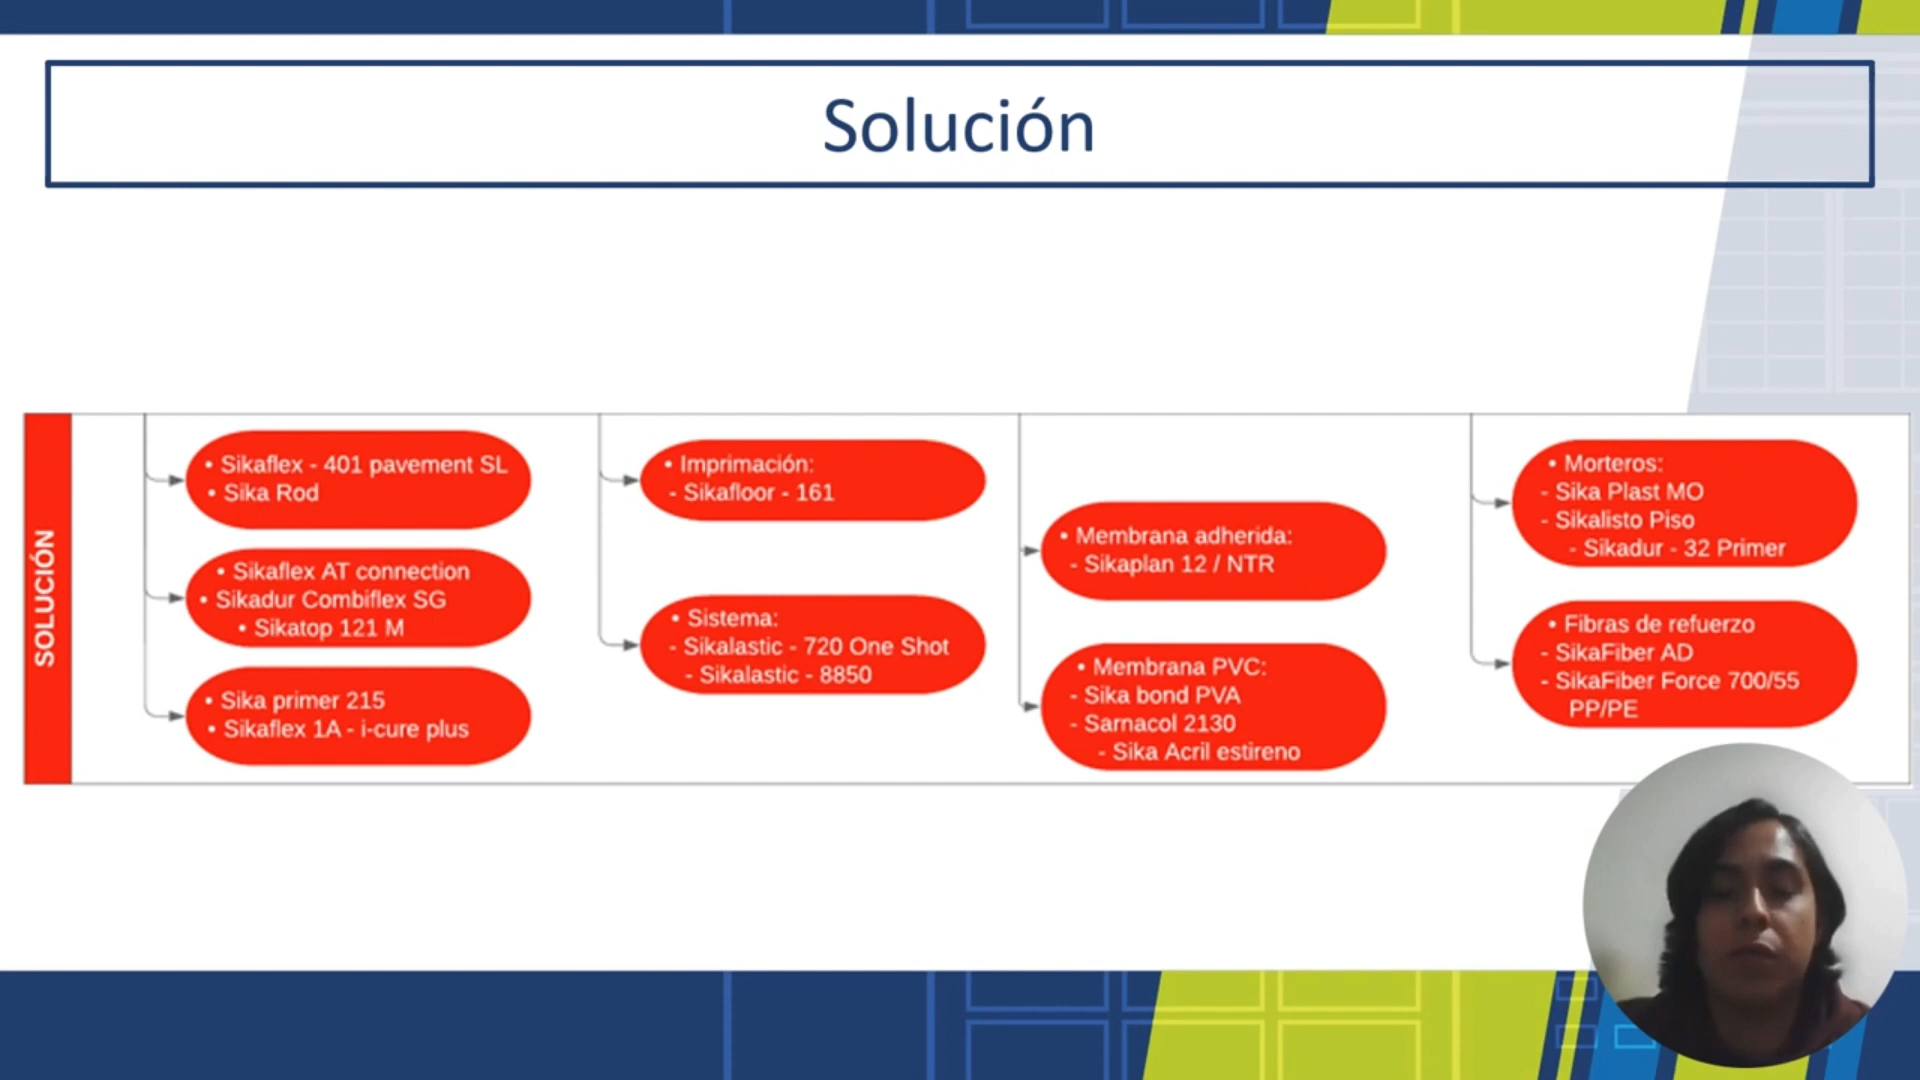 Solución
SOLUCIÓN
• Sikaflex - 401 pavement SL
• Sika Rod
• Sikaflex AT connection
• Sikadur Combiflex SG
• Sikatop 121 M
• Sika primer 215
• Sikaflex 1A - i-cure plus
• Imprimación:
- Sikafloor - 161
• Sistema:
- Sikalastic - 720 One Shot
- Sikalastic - 8850
• Membrana adherida:
- Sikaplan 12 / NTR
• Membrana PVC:
- Sika bond PVA
- Sarnacol 2130
- Sika Acril estireno
• Morteros:
- Sika Plast MO
- Sikalisto Piso
- Sikadur - 32 Primer
• Fibras de refuerzo
- SikaFiber AD
- SikaFiber Force 700/55
PP/PE